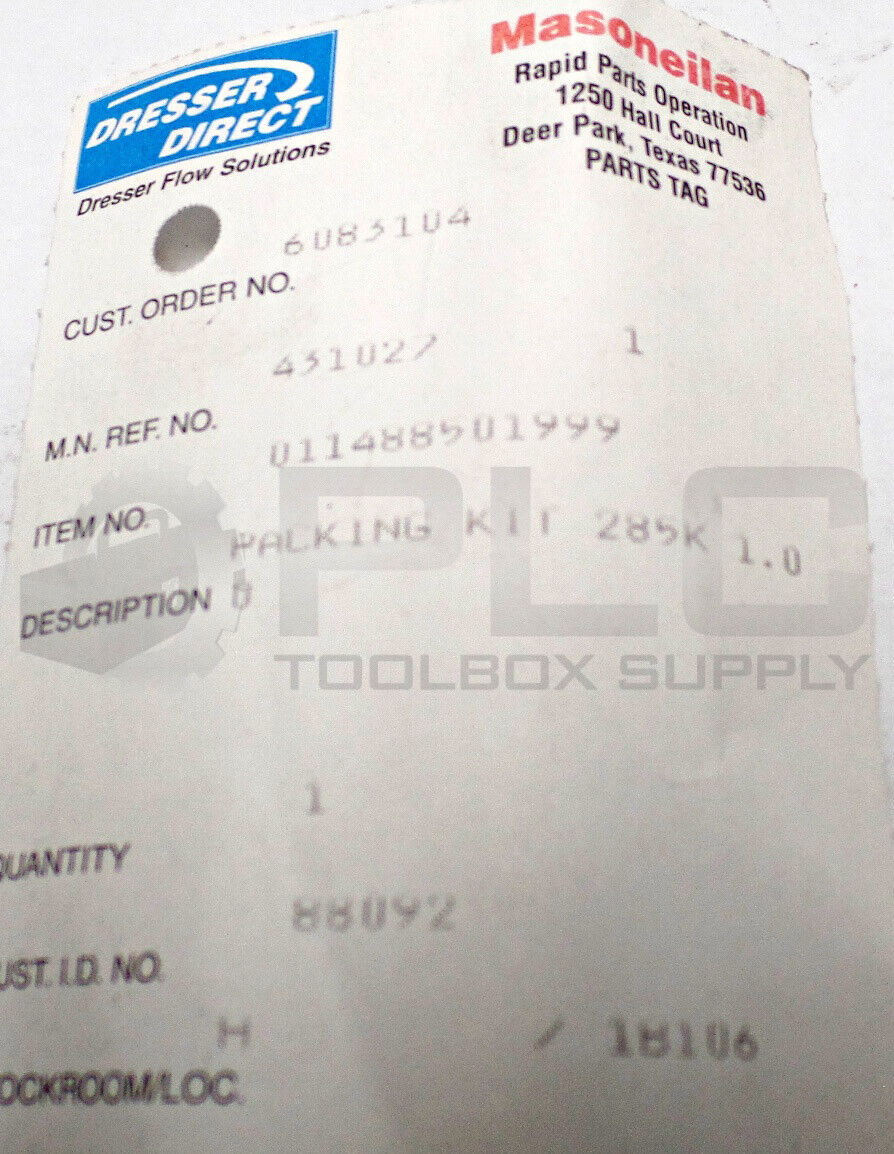 DRESSER
DIRECT
Dresser Flow Solutions
Masoneilan
Rapid Parts Operation
1250 Hall Court
Deer Park, Texas 77536
PARTS TAG
6083104
CUST. ORDER NO.
431027 1
M.N. REF. NO.
011488501999
ITEM NO.
PACKING KIT 285K 1.0
DESCRIPTION 0
PLC
TOOLBOX SUPPLY
1
QUANTITY
88092
UST. I.D. NO.
H / 18106
OCKROOM/LOC.